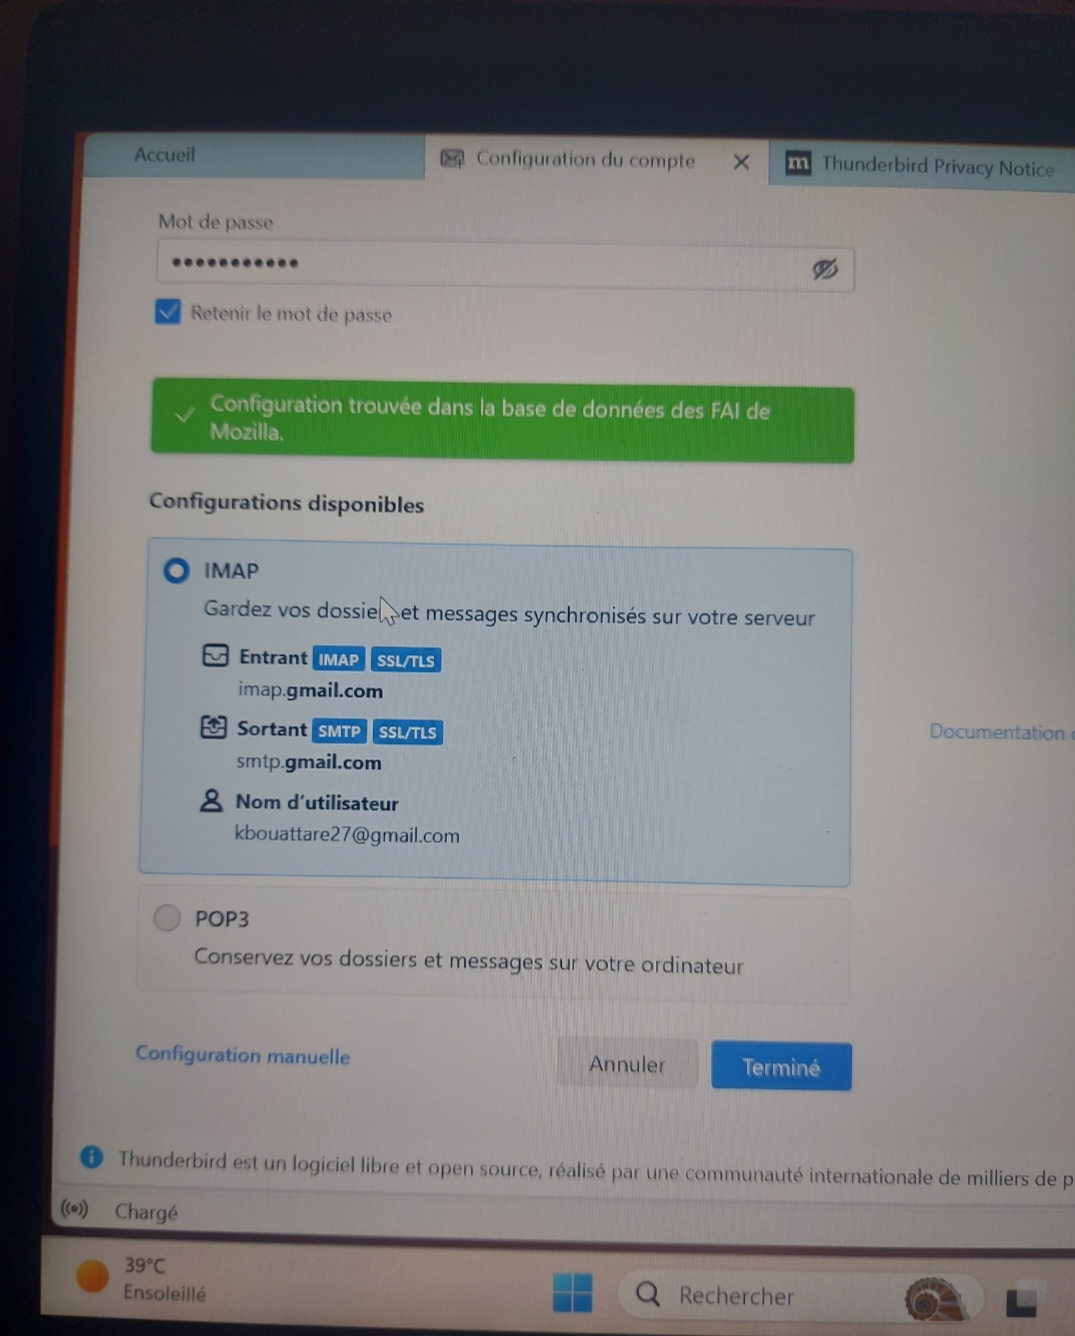 Accueil
Configuration du compte
m Thunderbird Privacy Notice
Mot de passe
•••••••••••
Retenir le mot de passe
Configuration trouvée dans la base de données des FAI de
Mozilla.
Configurations disponibles
IMAP
Gardez vos dossie et messages synchronisés sur votre serveur
Entrant IMAP SSL/TLS
imap.gmail.com
Sortant SMTP SSL/TLS
smtp.gmail.com
Nom d'utilisateur
kbouattare27@gmail.com
Documentation
POP3
Conservez vos dossiers et messages sur votre ordinateur
Configuration manuelle
Annuler
Terminé
Thunderbird est un logiciel libre et open source, réalisé par une communauté internationale de milliers de p
Chargé
39°C
Ensoleillé
Rechercher